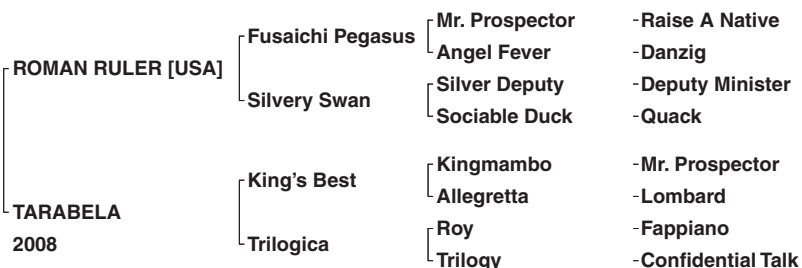 Mr. Prospector - Raise A Native
Fusaichi Pegasus
Angel Fever - Danzig
ROMAN RULER [USA]
Silver Deputy - Deputy Minister
Silvery Swan
Sociable Duck - Quack
Kingmambo - Mr. Prospector
King's Best
Allegretta - Lombard
TARABELA
Roy - Fappiano
2008
Trilogica
Trilogy - Confidential Talk